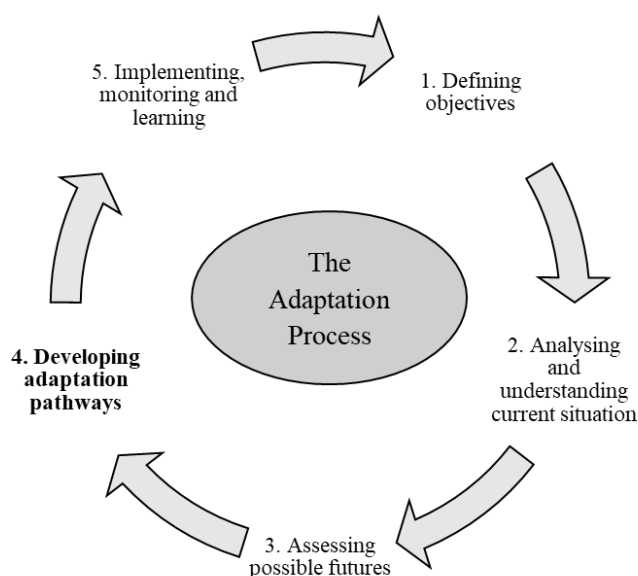 5. Implementing,
monitoring and
learning
1. Defining
objectives
The
Adaptation
Process
4. Developing
adaptation
pathways
2. Analysing
and
understanding
current situation
3. Assessing
possible futures